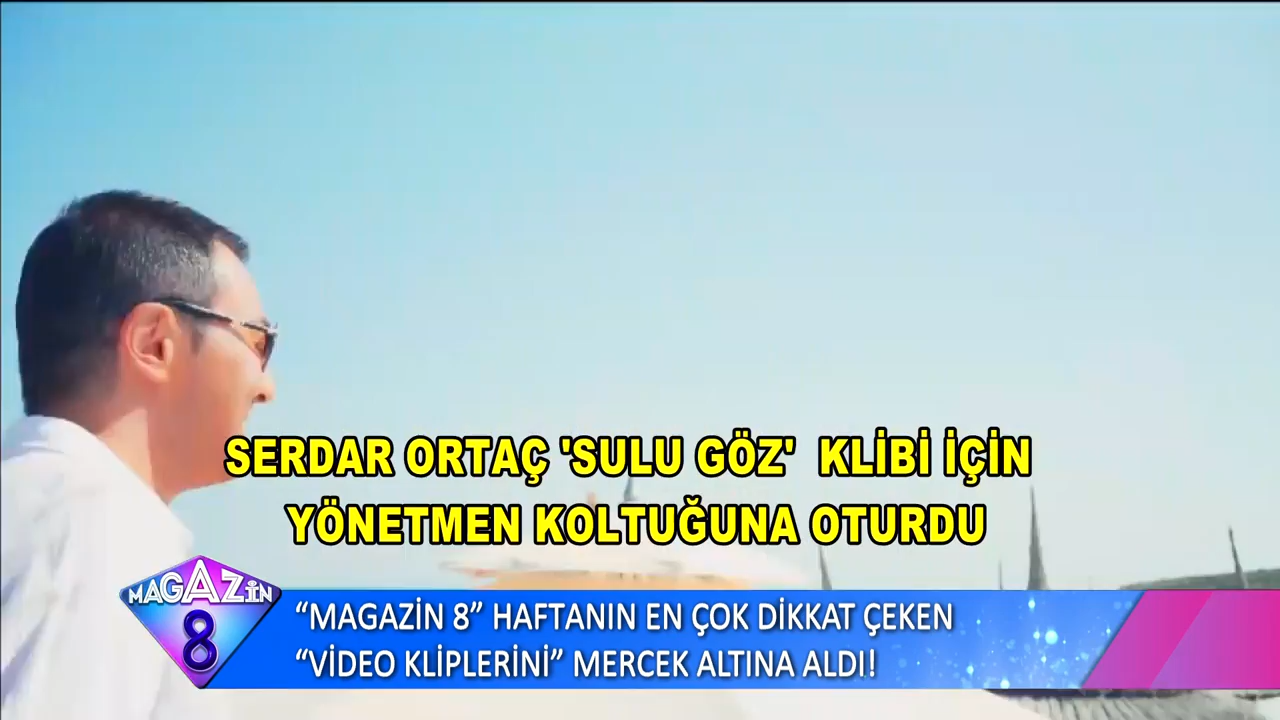 SERDAR ORTAÇ 'SULU GÖZ' KLİBİ İÇİN
YÖNETMEN KOLTUĞUNA OTURDU
MAGAZİN
8
“MAGAZİN 8” HAFTANIN EN ÇOK DİKKAT ÇEKEN
“VİDEO KLİPLERİNİ” MERCEK ALTINA ALDI!